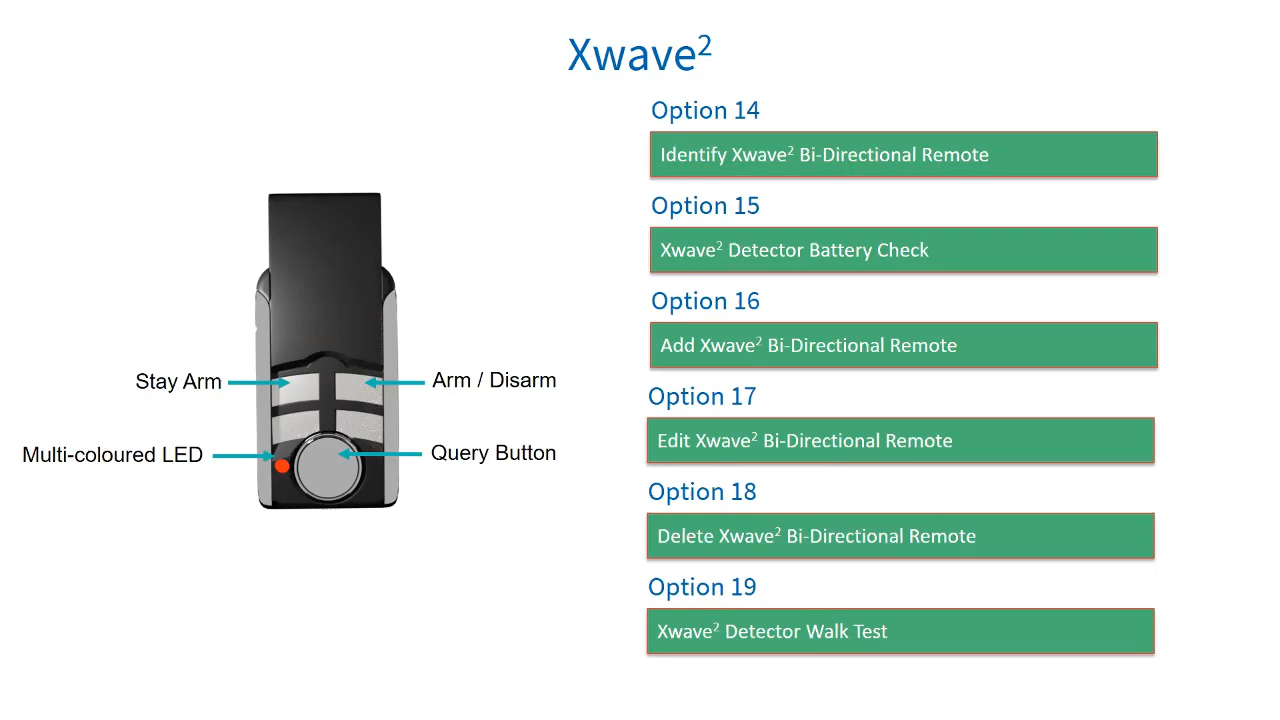 Xwave²
Option 14
Identify Xwave² Bi-Directional Remote
Option 15
Xwave² Detector Battery Check
Option 16
Add Xwave² Bi-Directional Remote
Option 17
Edit Xwave² Bi-Directional Remote
Option 18
Delete Xwave² Bi-Directional Remote
Option 19
Xwave² Detector Walk Test
Stay Arm
Arm / Disarm
Multi-coloured LED
Query Button